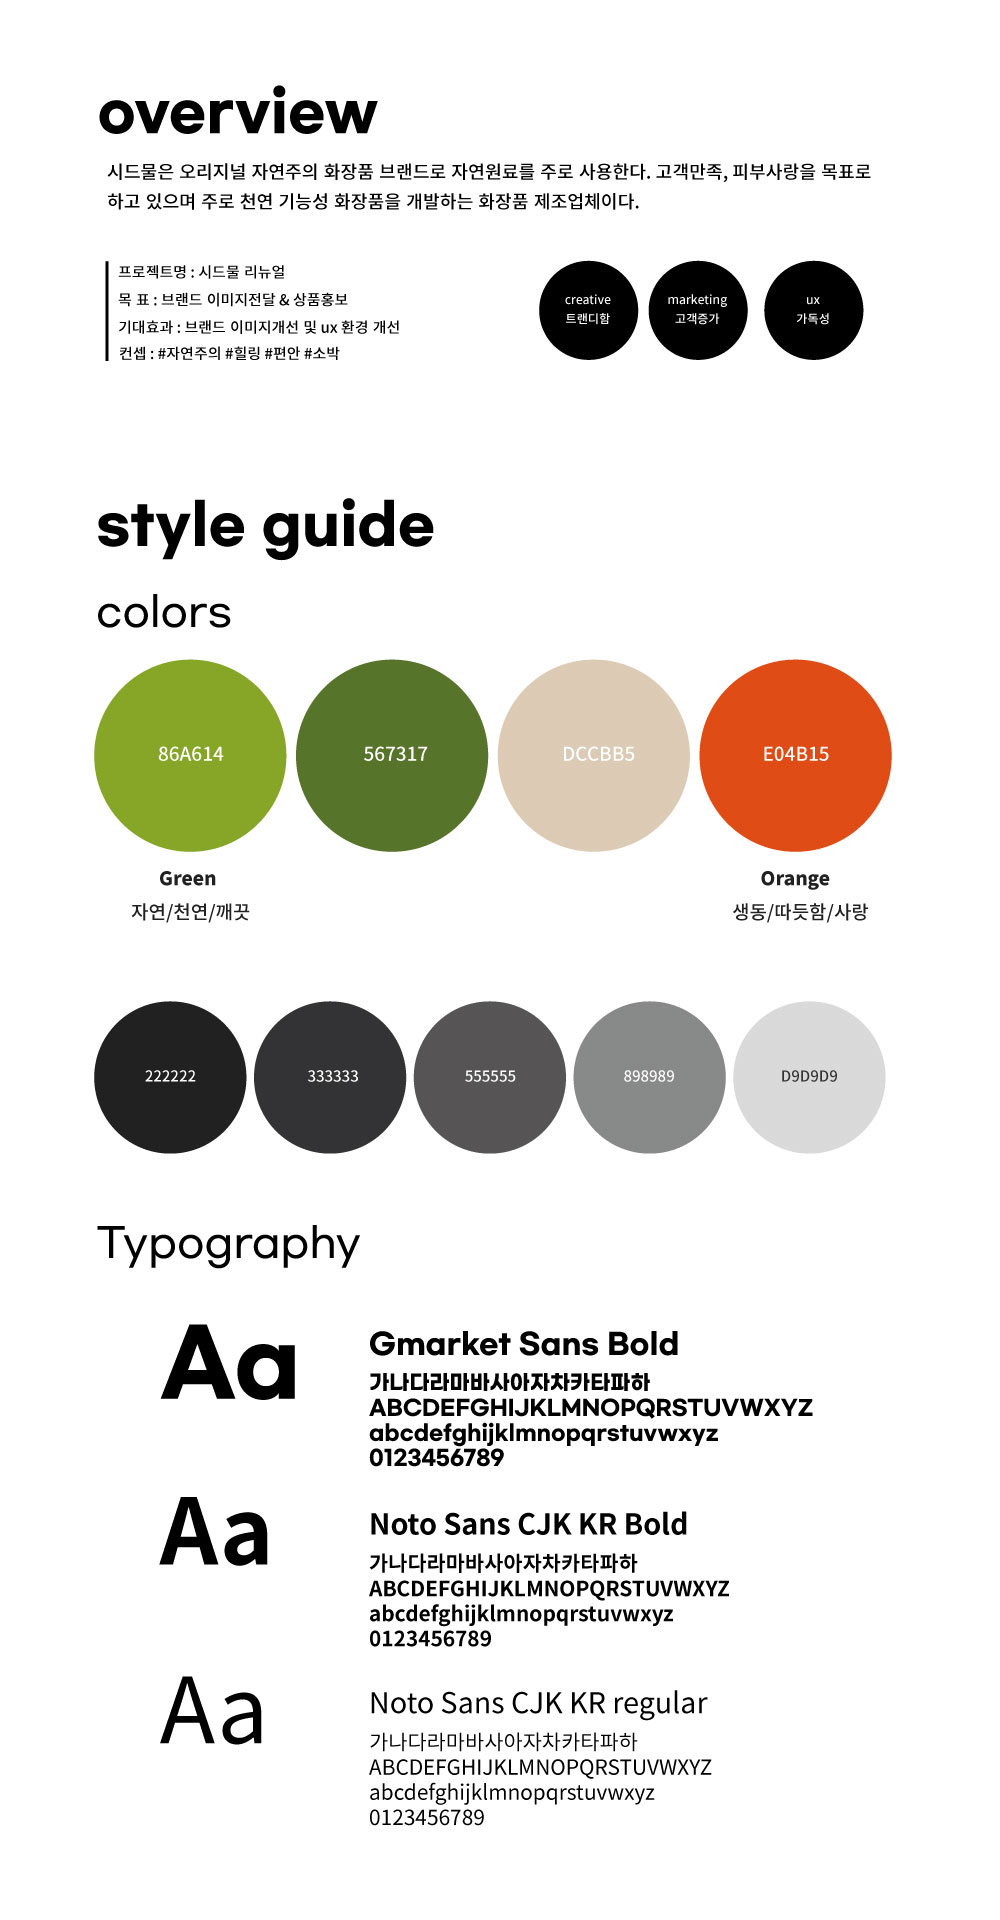 overview
시드물은 오리지널 자연주의 화장품 브랜드로 자연원료를 주로 사용한다. 고객만족, 피부사랑을 목표로
하고 있으며 주로 천연 기능성 화장품을 개발하는 화장품 제조업체이다.
프로젝트명 : 시드물 리뉴얼
목 표 : 브랜드 이미지전달 & 상품홍보
기대효과 : 브랜드 이미지개선 및 ux 환경 개선
컨셉 : #자연주의 #힐링 #편안 #소박
creative
트랜디함
marketing
고객증가
ux
가독성
style guide
colors
86A614
567317
DCCBB5
E04B15
Green
자연/천연/깨끗
Orange
생동/따듯함/사랑
222222
333333
555555
898989
D9D9D9
Typography
Aa
Gmarket Sans Bold
가나다라마바사아자차카타파하
ABCDEFGHIJKLMNOPQRSTUVWXYZ
abcdefghijklmnopqrstuvwxyz
0123456789
Aa
Noto Sans CJK KR Bold
가나다라마바사아자차카타파하
ABCDEFGHIJKLMNOPQRSTUVWXYZ
abcdefghijklmnopqrstuvwxyz
0123456789
Aa
Noto Sans CJK KR regular
가나다라마바사아자차카타파하
ABCDEFGHIJKLMNOPQRSTUVWXYZ
abcdefghijklmnopqrstuvwxyz
0123456789